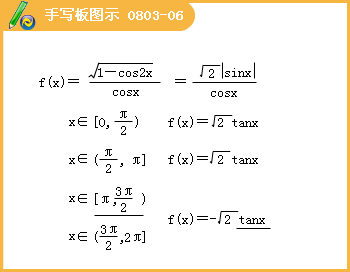 手写板图示 0803-06
f(x)= √1-cos2x / cosx = √2|sinx| / cosx
x∈[0, π/2) f(x)=√2 tanx
x∈(π/2, π] f(x)=√2 tanx
x∈[π, 3π/2)
f(x)=-√2 tanx
x∈(3π/2, 2π]